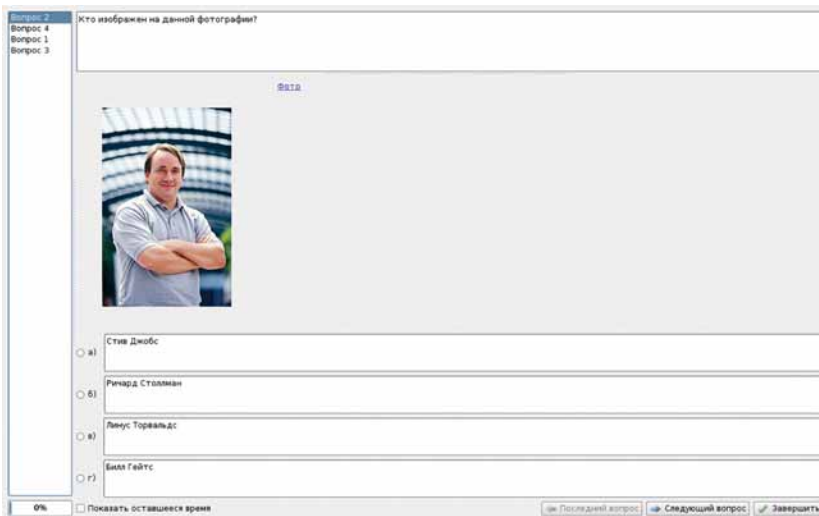 Вопрос 2
Вопрос 4
Вопрос 1
Вопрос 3
Кто изображен на данной фотографии?
Фото
а)
Стив Джобс
б)
Ричард Столлман
в)
Линус Торвальдс
г)
Билл Гейтс
0%
Показать оставшееся время
Последний вопрос
Следующий вопрос
Завершить